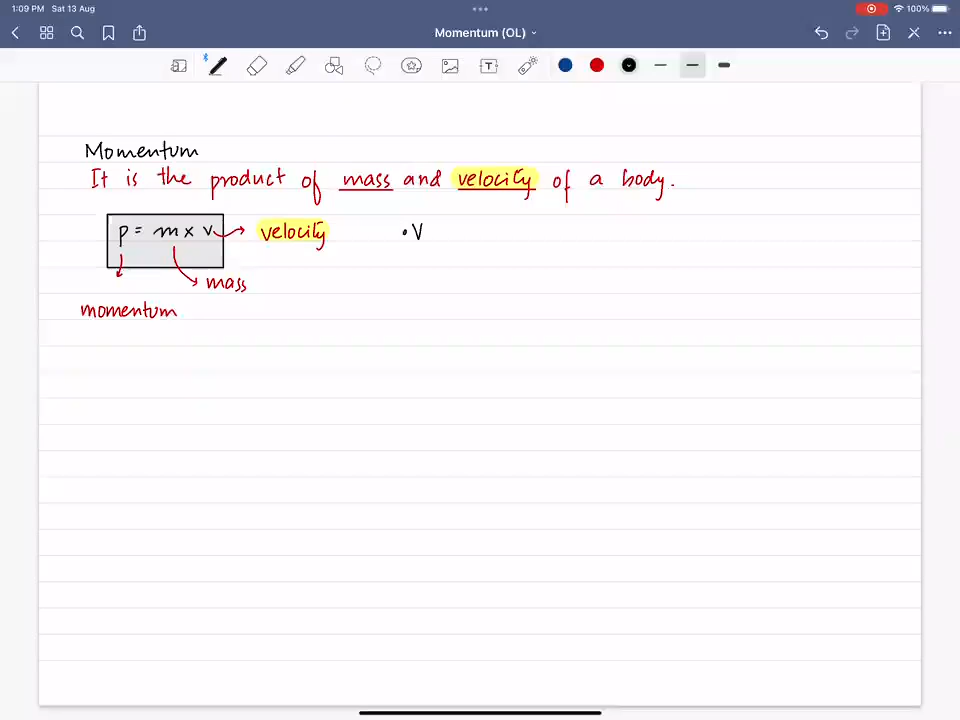 1:09 PM Sat 13 Aug
100%
Momentum (OL)
Momentum
It is the product of mass and velocity of a body.
p = m x v → velocity
• V
mass
momentum